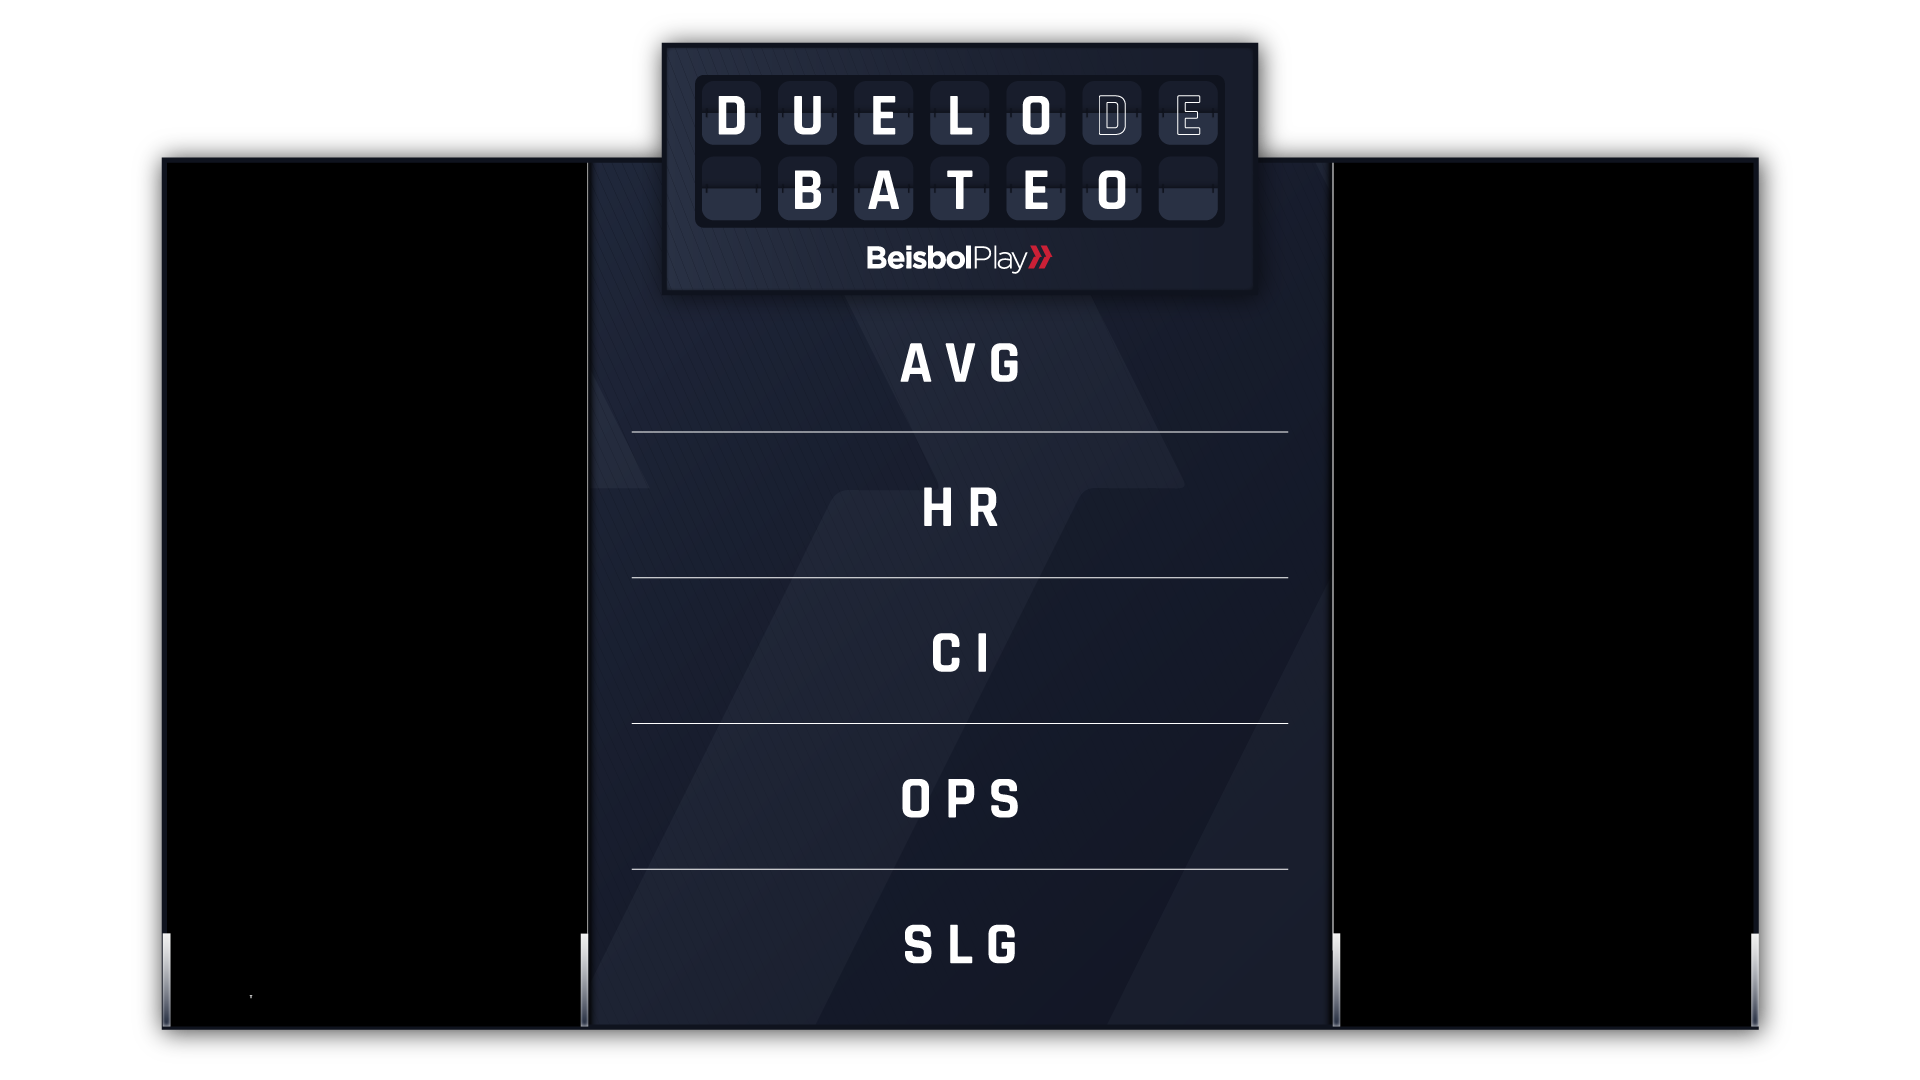 DUELO DE
BATEO
BeisbolPlay
AVG
HR
CI
OPS
SLG